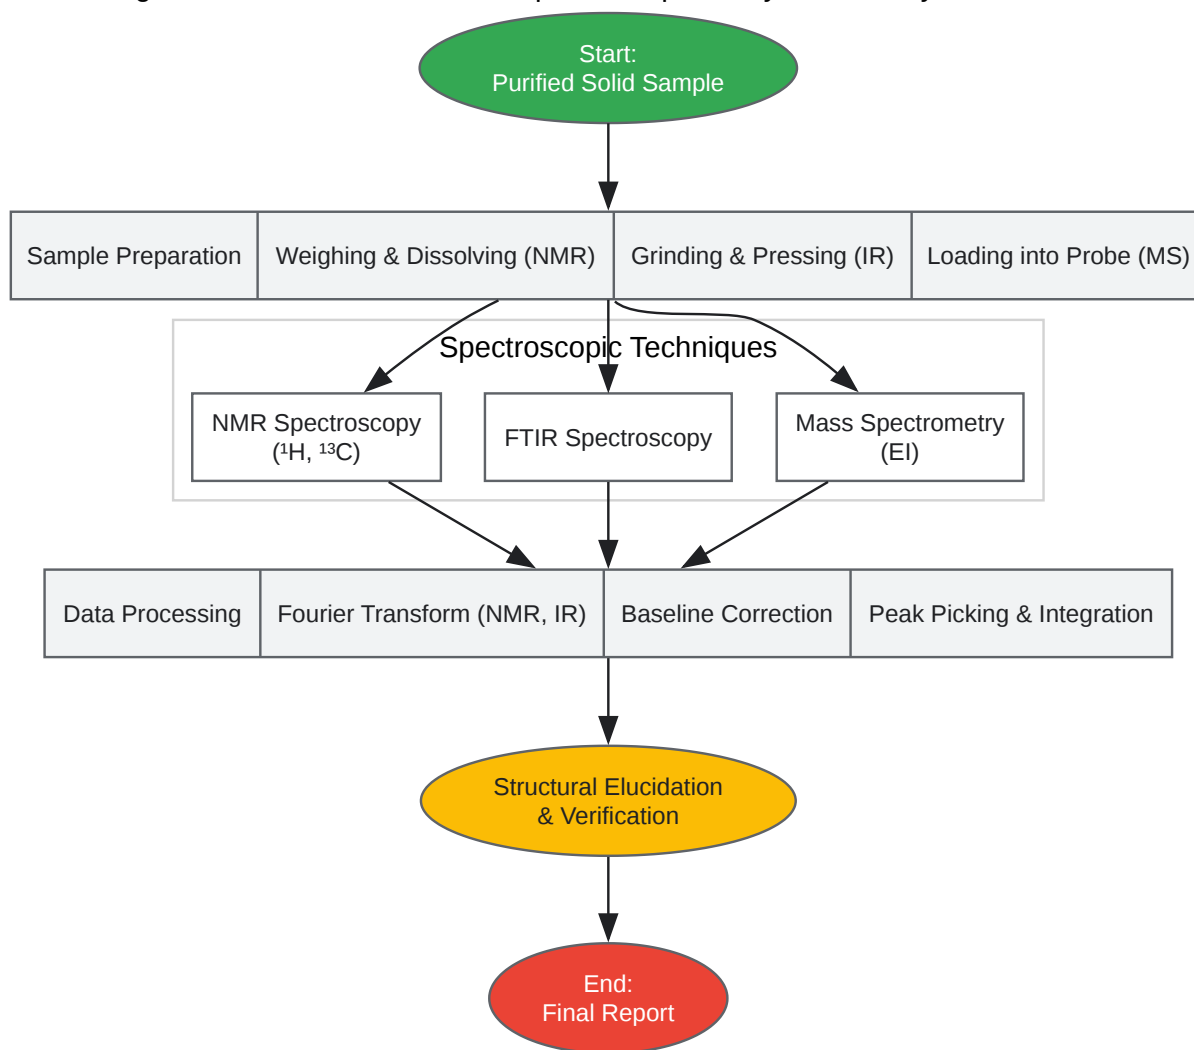 Start:
Purified Solid Sample
Sample Preparation
Weighing & Dissolving (NMR)
Grinding & Pressing (IR)
Loading into Probe (MS)
Spectroscopic Techniques
NMR Spectroscopy
(¹H, ¹³C)
FTIR Spectroscopy
Mass Spectrometry
(EI)
Data Processing
Fourier Transform (NMR, IR)
Baseline Correction
Peak Picking & Integration
Structural Elucidation
& Verification
End:
Final Report